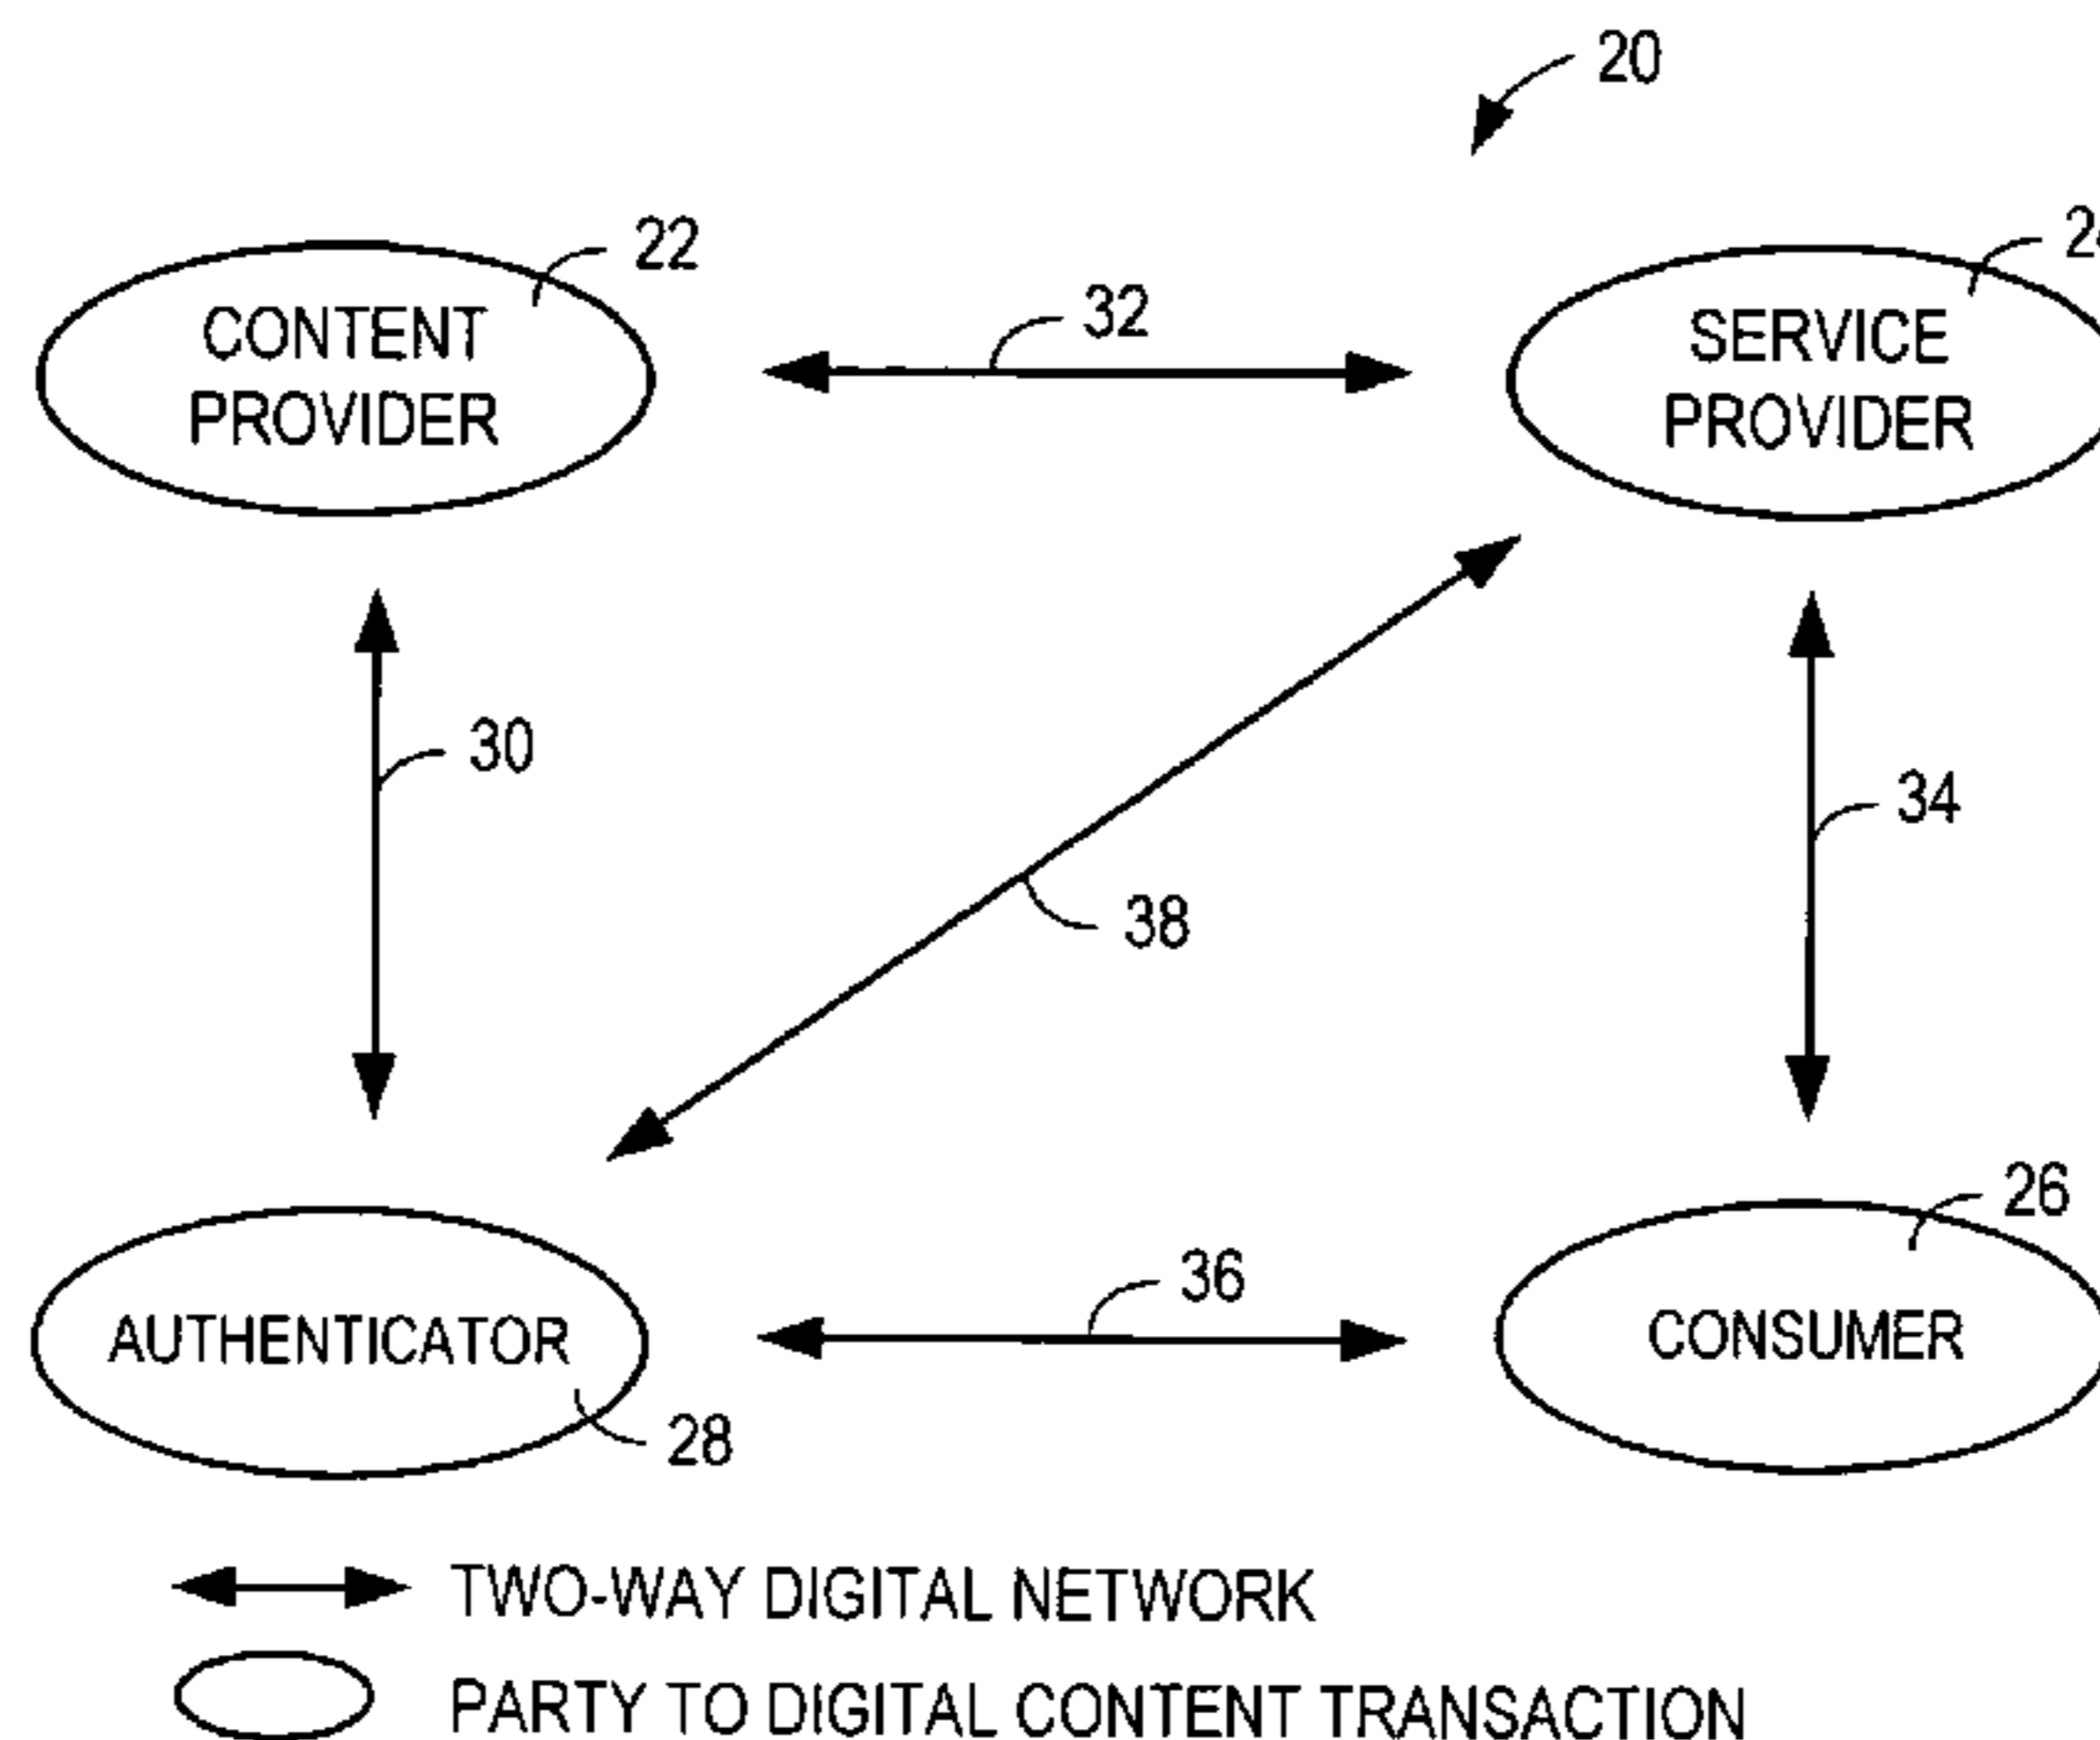 20
22
CONTENT
PROVIDER
32
SERVICE
PROVIDER
30
34
38
26
36
AUTHENTICATOR
CONSUMER
28
TWO-WAY DIGITAL NETWORK
PARTY TO DIGITAL CONTENT TRANSACTION